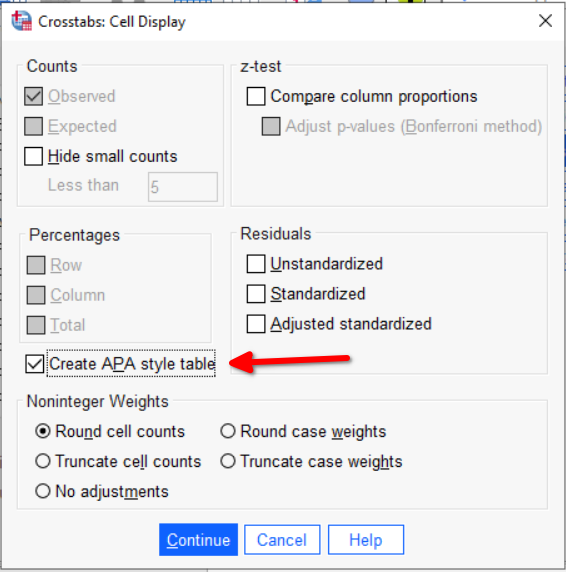 Crosstabs: Cell Display
Counts
Observed
Expected
Hide small counts
Less than 5
z-test
Compare column proportions
Adjust p-values (Bonferroni method)
Percentages
Row
Column
Total
Create APA style table
Residuals
Unstandardized
Standardized
Adjusted standardized
Noninteger Weights
Round cell counts
Round case weights
Truncate cell counts
Truncate case weights
No adjustments
Continue
Cancel
Help